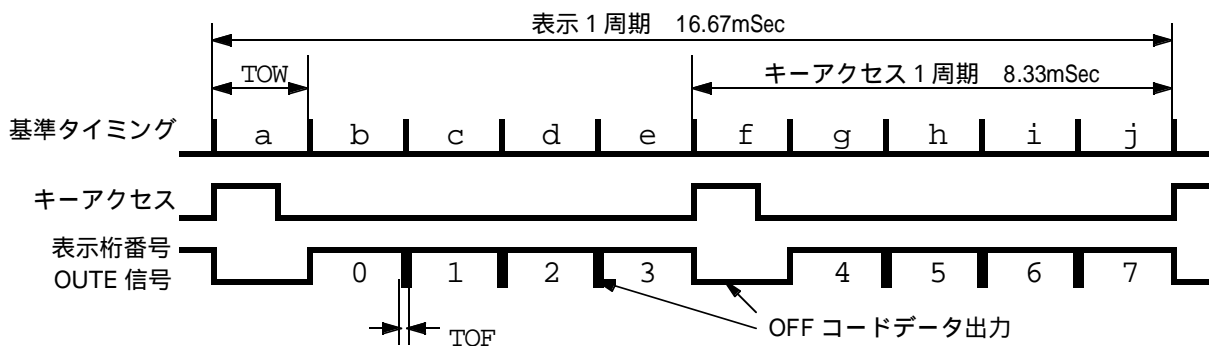 表示1周期 16.67mSec
TOW
キーアクセス1周期 8.33mSec
基準タイミング a b c d e f g h i j
キーアクセス
表示桁番号
OUTE 信号 0 1 2 3 4 5 6 7
TOF
OFF コードデータ出力